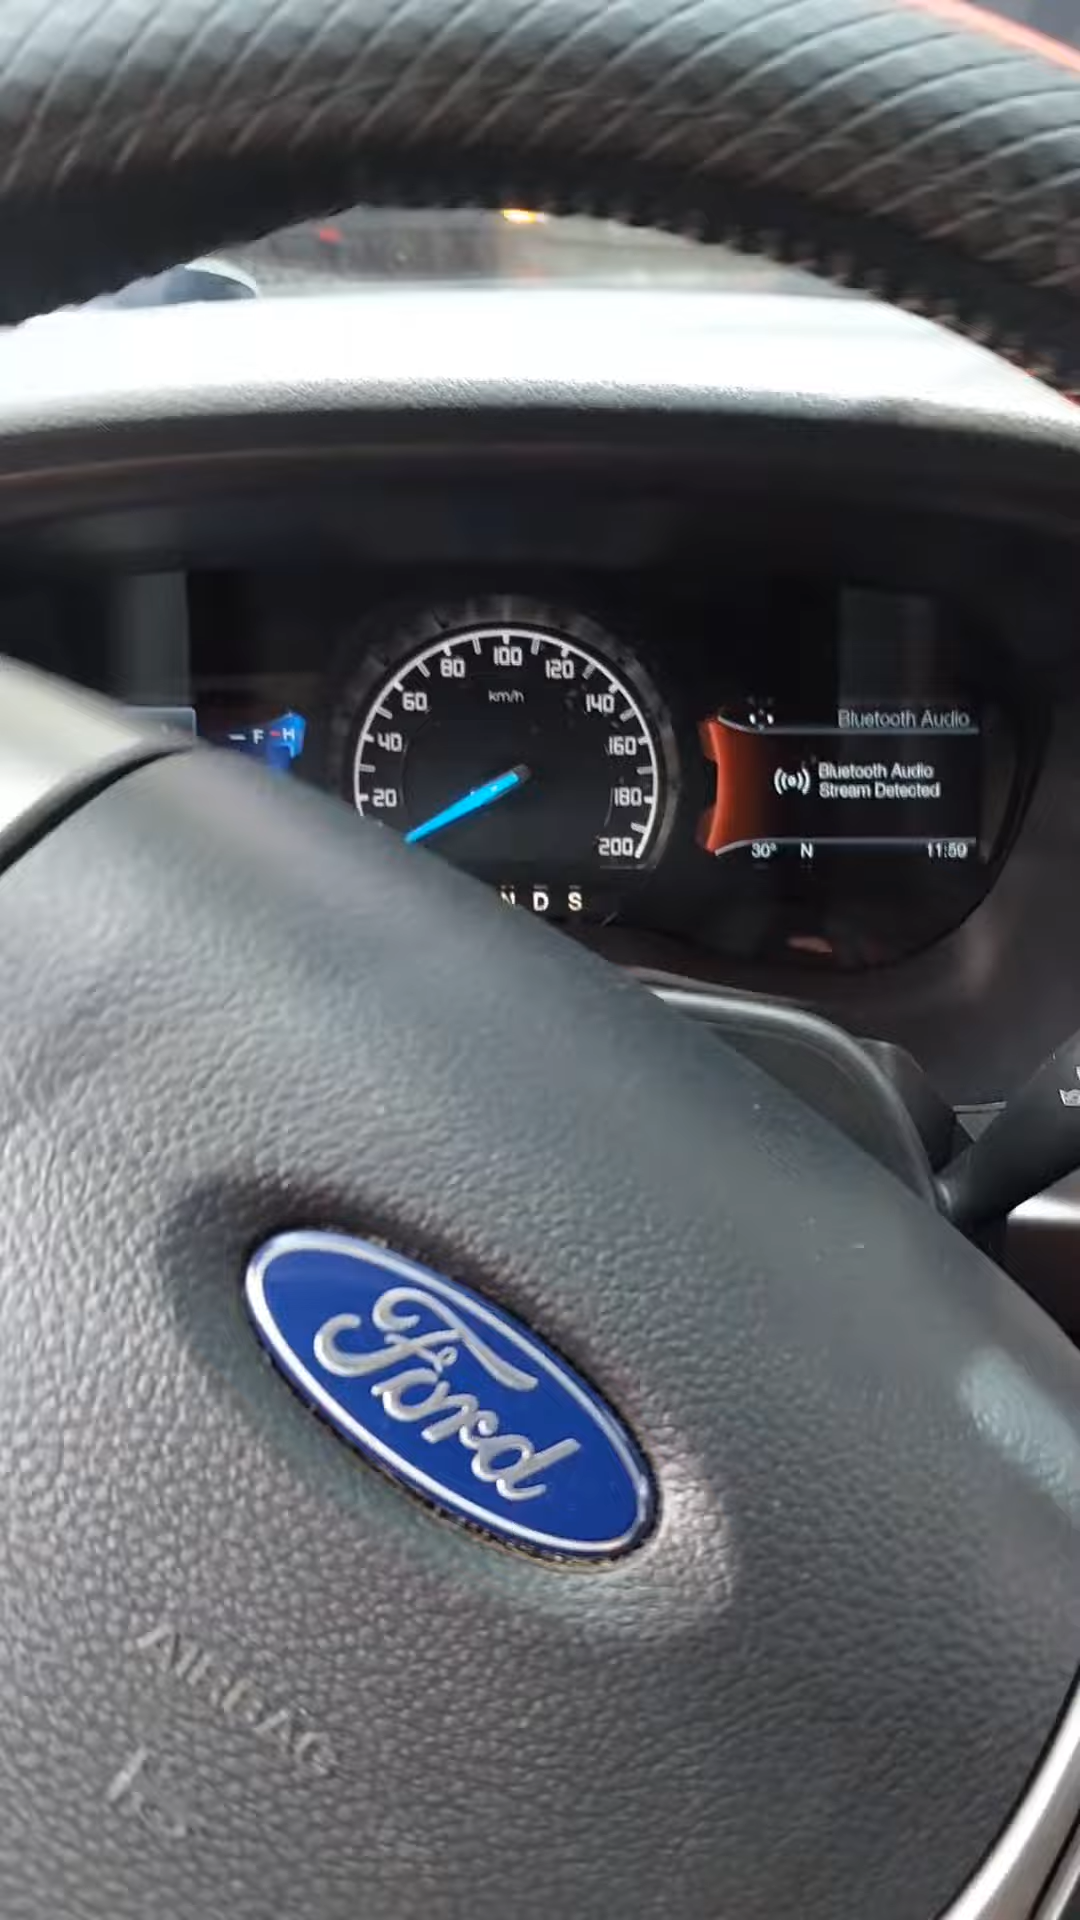 80 100 120
60 km/h 140
40 160
20 180
200
F H
Bluetooth Audio
Bluetooth Audio
Stream Detected
30° N 11:59
N D S
Ford
AIRBAG